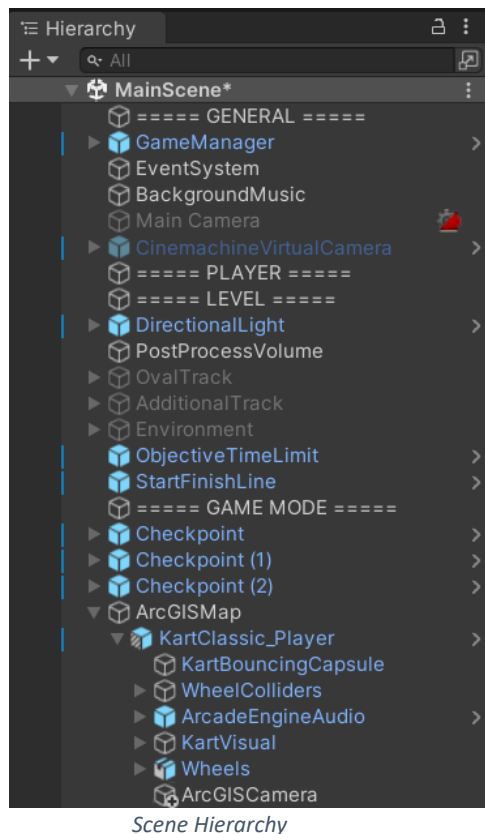 Hierarchy
All
MainScene*
===== GENERAL =====
GameManager
EventSystem
BackgroundMusic
Main Camera
CinemachineVirtualCamera
===== PLAYER =====
===== LEVEL =====
DirectionalLight
PostProcessVolume
OvalTrack
AdditionalTrack
Environment
ObjectiveTimeLimit
StartFinishLine
===== GAME MODE =====
Checkpoint
Checkpoint (1)
Checkpoint (2)
ArcGISMap
KartClassic_Player
KartBouncingCapsule
WheelColliders
ArcadeEngineAudio
KartVisual
Wheels
ArcGISCamera
Scene Hierarchy